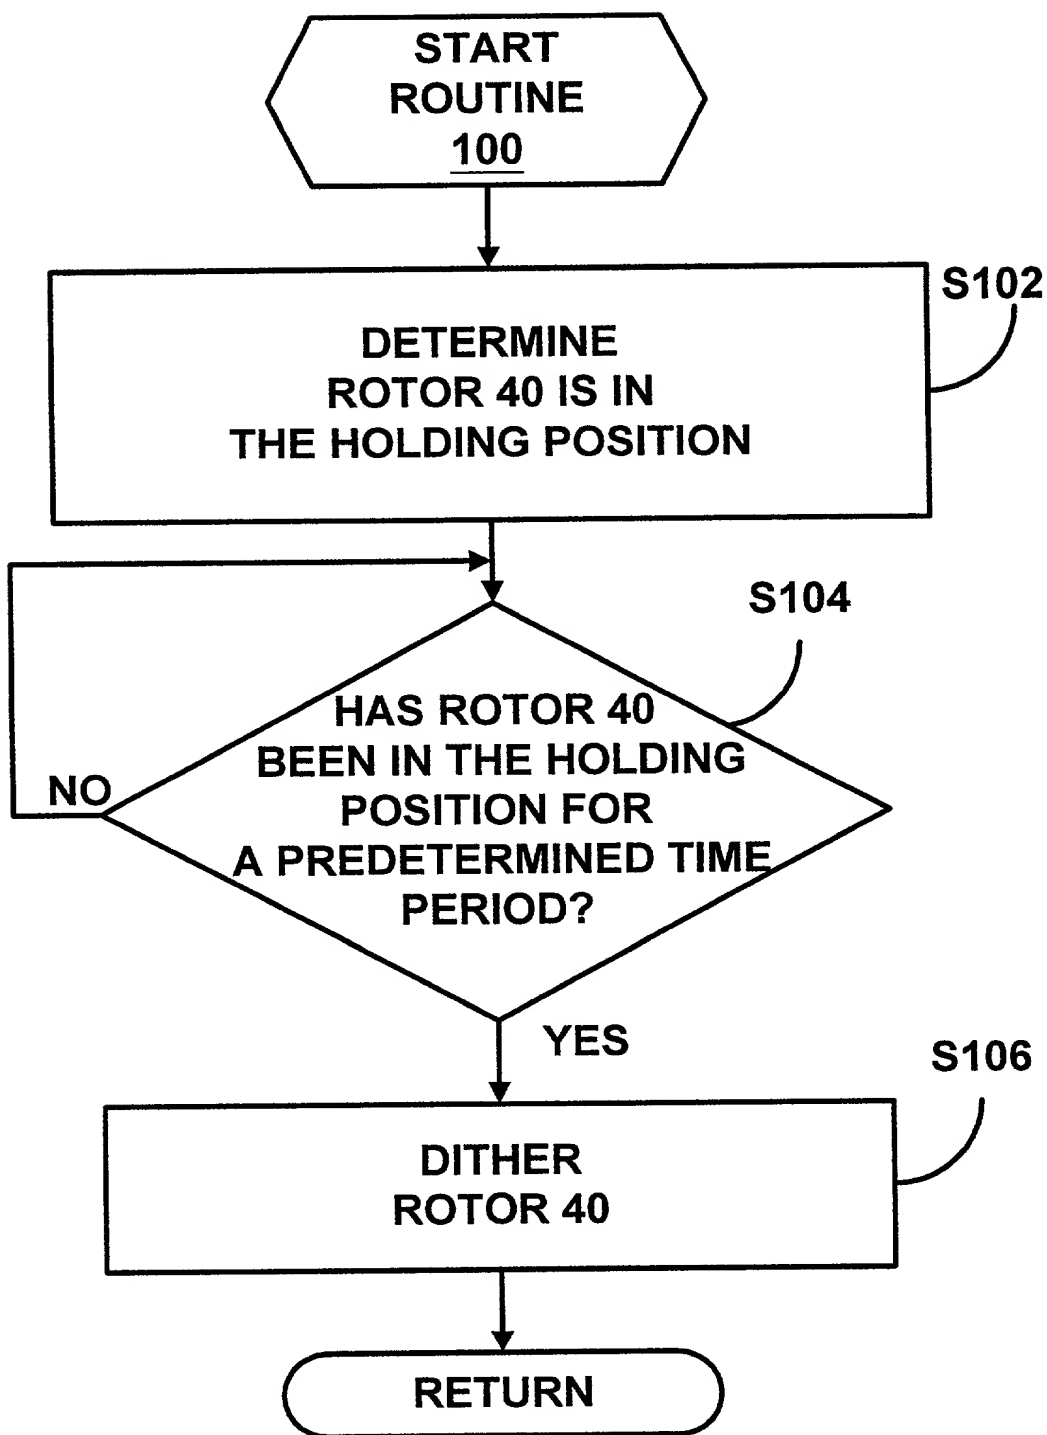 START
ROUTINE
100
S102
DETERMINE
ROTOR 40 IS IN
THE HOLDING POSITION
S104
HAS ROTOR 40
BEEN IN THE HOLDING
POSITION FOR
A PREDETERMINED TIME
PERIOD?
NO
YES
S106
DITHER
ROTOR 40
RETURN